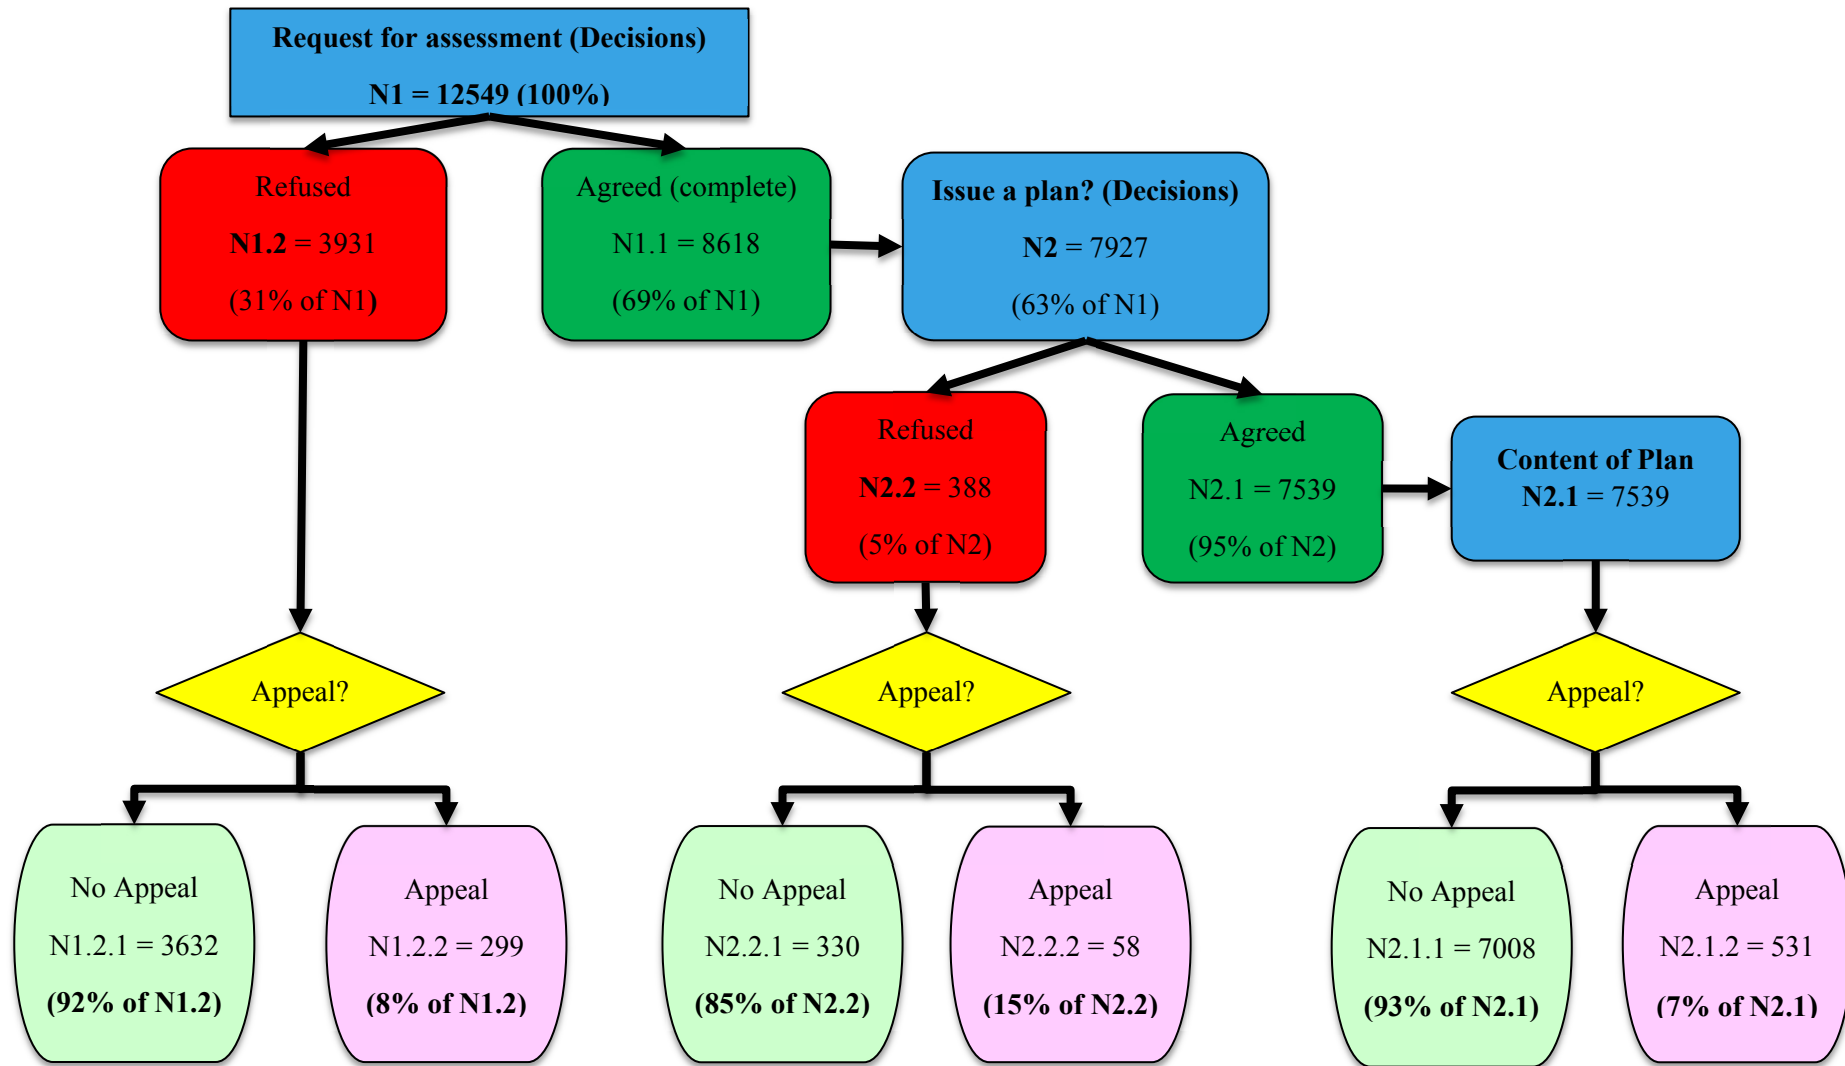 Request for assessment (Decisions)
N1 = 12549 (100%)
Refused
N1.2 = 3931
(31% of N1)
Agreed (complete)
N1.1 = 8618
(69% of N1)
Issue a plan? (Decisions)
N2 = 7927
(63% of N1)
Refused
N2.2 = 388
(5% of N2)
Agreed
N2.1 = 7539
(95% of N2)
Content of Plan
N2.1 = 7539
Appeal?
Appeal?
Appeal?
No Appeal
N1.2.1 = 3632
(92% of N1.2)
Appeal
N1.2.2 = 299
(8% of N1.2)
No Appeal
N2.2.1 = 330
(85% of N2.2)
Appeal
N2.2.2 = 58
(15% of N2.2)
No Appeal
N2.1.1 = 7008
(93% of N2.1)
Appeal
N2.1.2 = 531
(7% of N2.1)